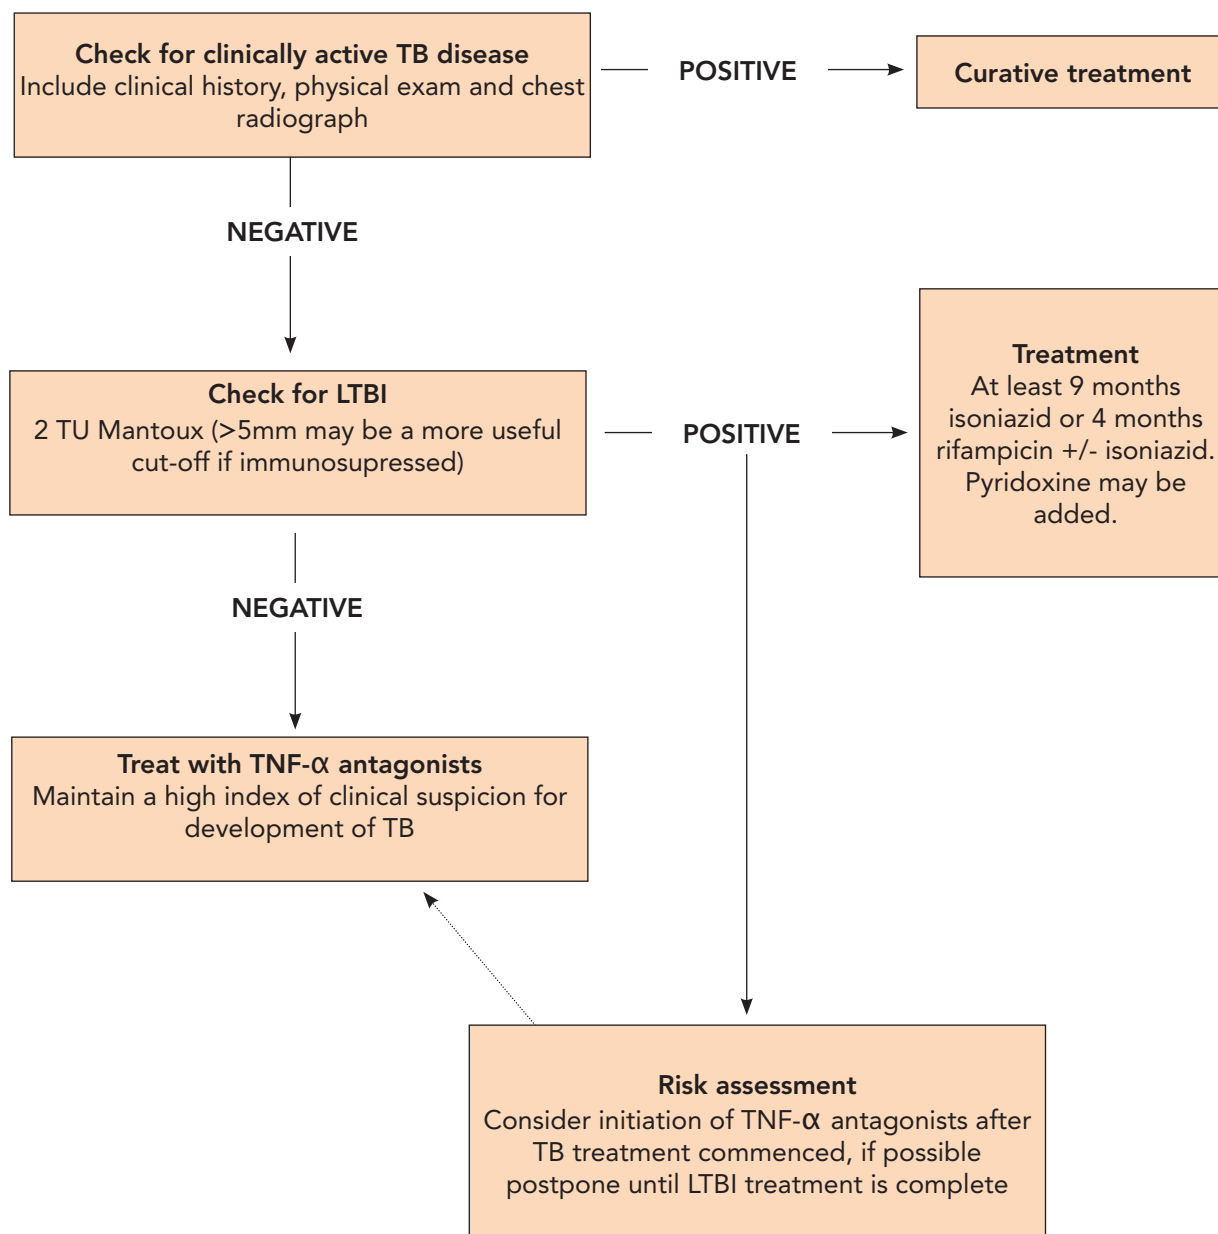 Check for clinically active TB disease
Include clinical history, physical exam and chest
radiograph
POSITIVE
Curative treatment
NEGATIVE
Check for LTBI
2 TU Mantoux (>5mm may be a more useful
cut-off if immunosupressed)
POSITIVE
Treatment
At least 9 months
isoniazid or 4 months
rifampicin +/- isoniazid.
Pyridoxine may be
added.
NEGATIVE
Treat with TNF-α antagonists
Maintain a high index of clinical suspicion for
development of TB
Risk assessment
Consider initiation of TNF-α antagonists after
TB treatment commenced, if possible
postpone until LTBI treatment is complete